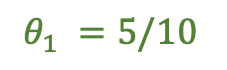 θ₁ = 5/10